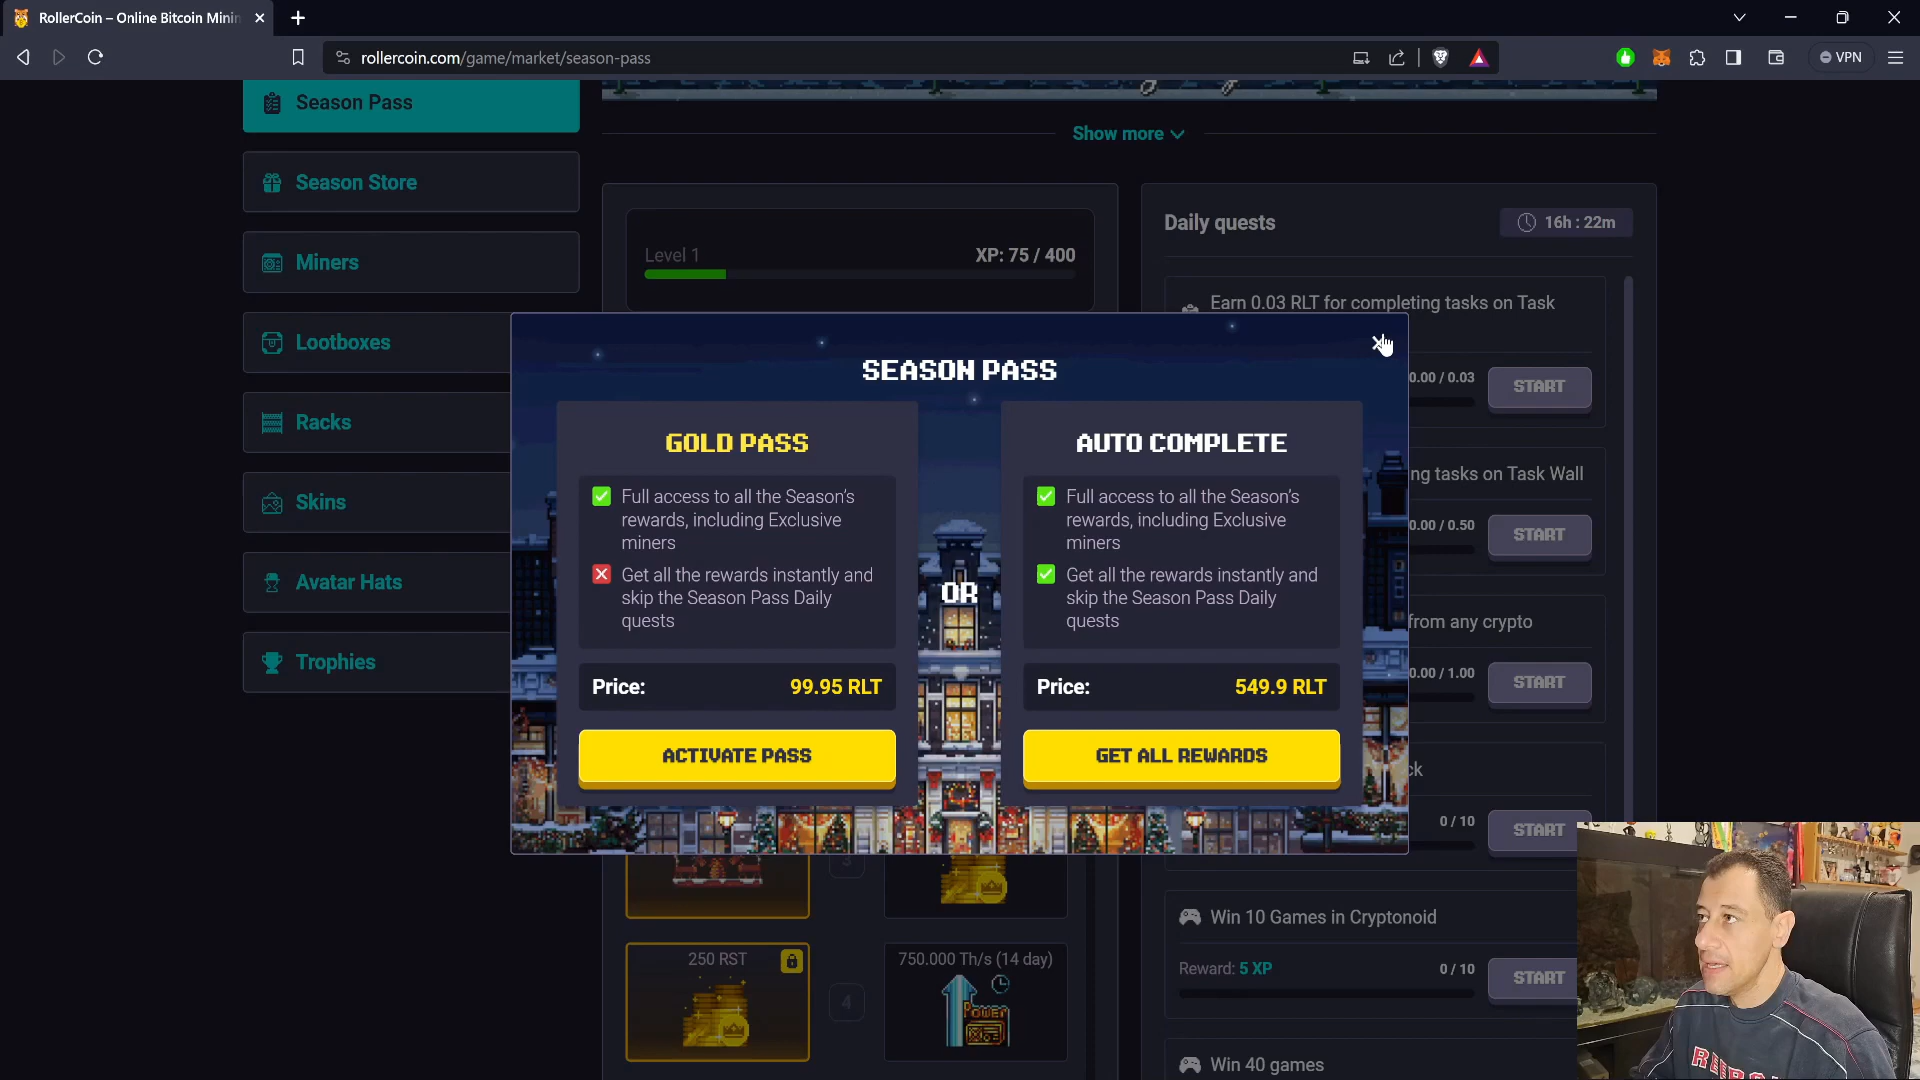 RollerCoin – Online Bitcoin Minin
rollercoin.com/game/market/season-pass
VPN
Season Pass
Season Store
Miners
Lootboxes
Racks
Skins
Avatar Hats
Trophies
Show more
Level 1
XP: 75 / 400
Daily quests
16h : 22m
Earn 0.03 RLT for completing tasks on Task
0.00 / 0.03
START
ng tasks on Task Wall
0.00 / 0.50
START
from any crypto
0.00 / 1.00
START
ck
0 / 10
START
Win 10 Games in Cryptonoid
Reward: 5 XP
0 / 10
START
Win 40 games
SEASON PASS
GOLD PASS
Full access to all the Season's
rewards, including Exclusive
miners
Get all the rewards instantly and
skip the Season Pass Daily
quests
Price:
99.95 RLT
ACTIVATE PASS
OR
AUTO COMPLETE
Full access to all the Season's
rewards, including Exclusive
miners
Get all the rewards instantly and
skip the Season Pass Daily
quests
Price:
549.9 RLT
GET ALL REWARDS
3
250 RST
4
750.000 Th/s (14 day)
POWER